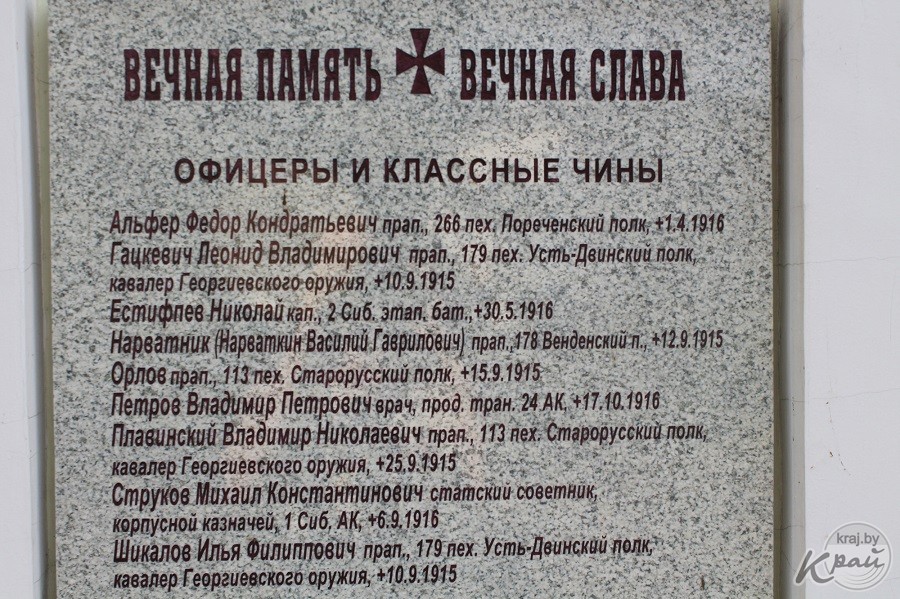 ВЕЧНАЯ ПАМЯТЬ ВЕЧНАЯ СЛАВА
ОФИЦЕРЫ И КЛАССНЫЕ ЧИНЫ
Альфер Федор Кондратьевич прап., 266 пех. Пореченский полк, +1.4.1916
Гацкевич Леонид Владимирович прап., 179 пех. Усть-Двинский полк,
кавалер Георгиевского оружия, +10.9.1915
Естифпев Николай кап., 2 Сиб. этап. бат.,+30.5.1916
Нарватник (Нарваткин Василий Гаврилович) прап.,178 Венденский п., +12.9.1915
Орлов прап., 113 пех. Старорусский полк, +15.9.1915
Петров Владимир Петрович врач, прод. тран. 24 АК, +17.10.1916
Плавинский Владимир Николаевич прап., 113 пех. Старорусский полк,
кавалер Георгиевского оружия, +25.9.1915
Струков Михаил Константинович статский советник,
корпусной казначей, 1 Сиб. АК, +6.9.1916
Шикалов Илья Филиппович прап., 179 пех. Усть-Двинский полк,
кавалер Георгиевского оружия, +10.9.1915
kraj.by
Край